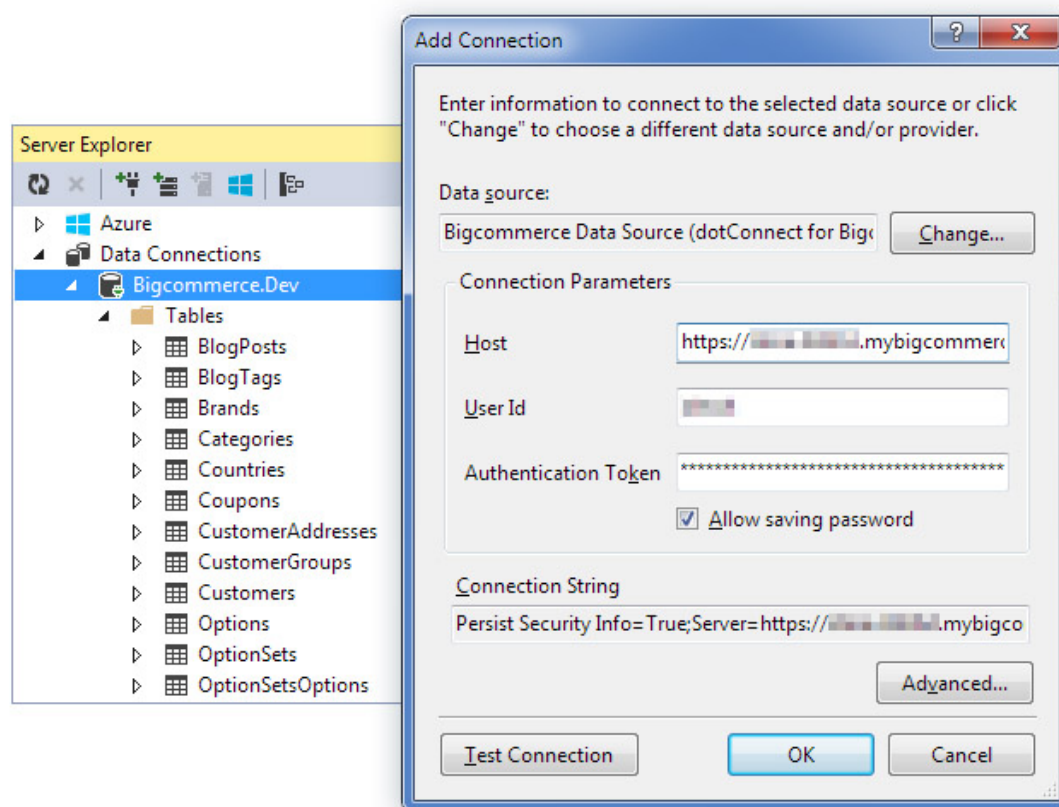 Server Explorer
Azure
Data Connections
Bigcommerce.Dev
Tables
BlogPosts
BlogTags
Brands
Categories
Countries
Coupons
CustomerAddresses
CustomerGroups
Customers
Options
OptionSets
OptionSetsOptions
Add Connection
Enter information to connect to the selected data source or click
"Change" to choose a different data source and/or provider.
Data source:
Bigcommerce Data Source (dotConnect for Bigc
Change...
Connection Parameters
Host
https:// .mybigcommerc
User Id
Authentication Token
***************************************
Allow saving password
Connection String
Persist Security Info=True;Server=https:// .mybigco
Advanced...
Test Connection
OK
Cancel